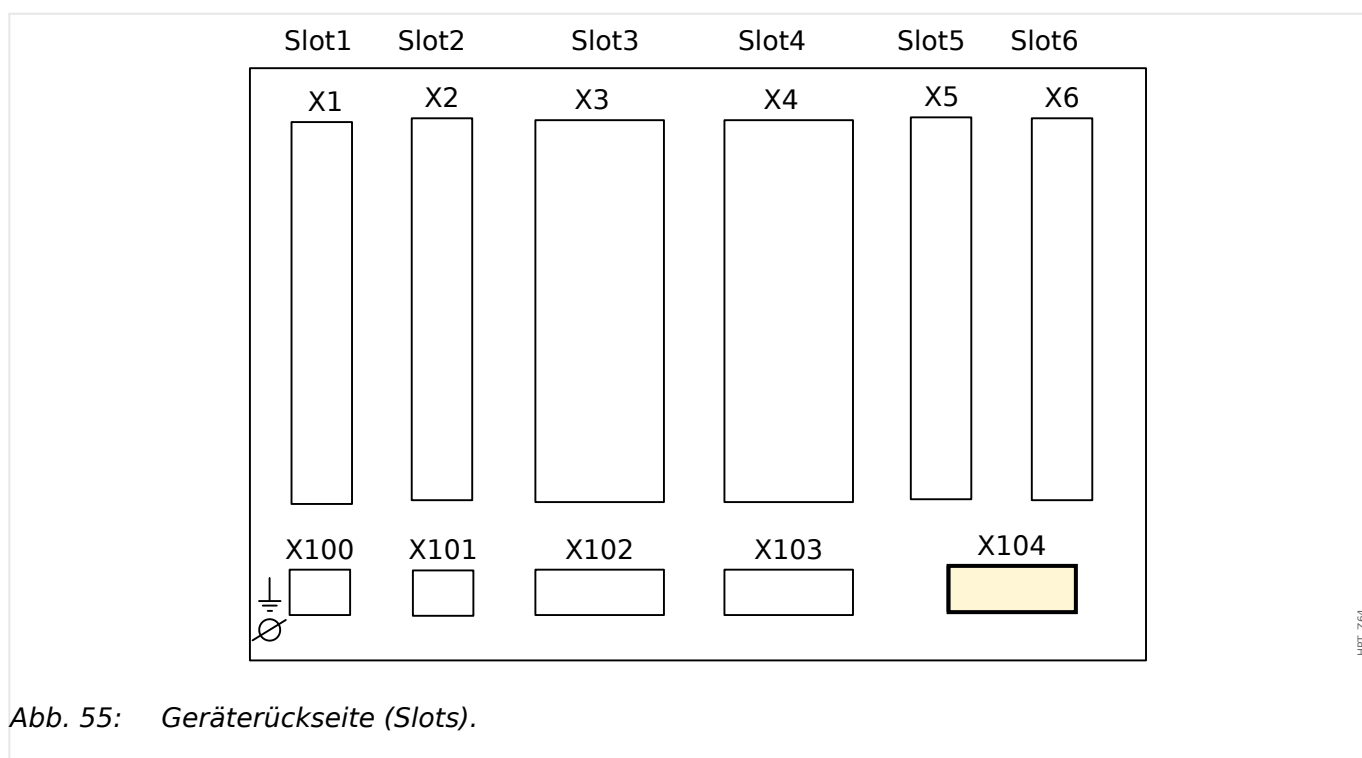 Slot1 Slot2 Slot3 Slot4 Slot5 Slot6
X1 X2 X3 X4 X5 X6
X100 X101 X102 X103 X104
Abb. 55: Geräterückseite (Slots).